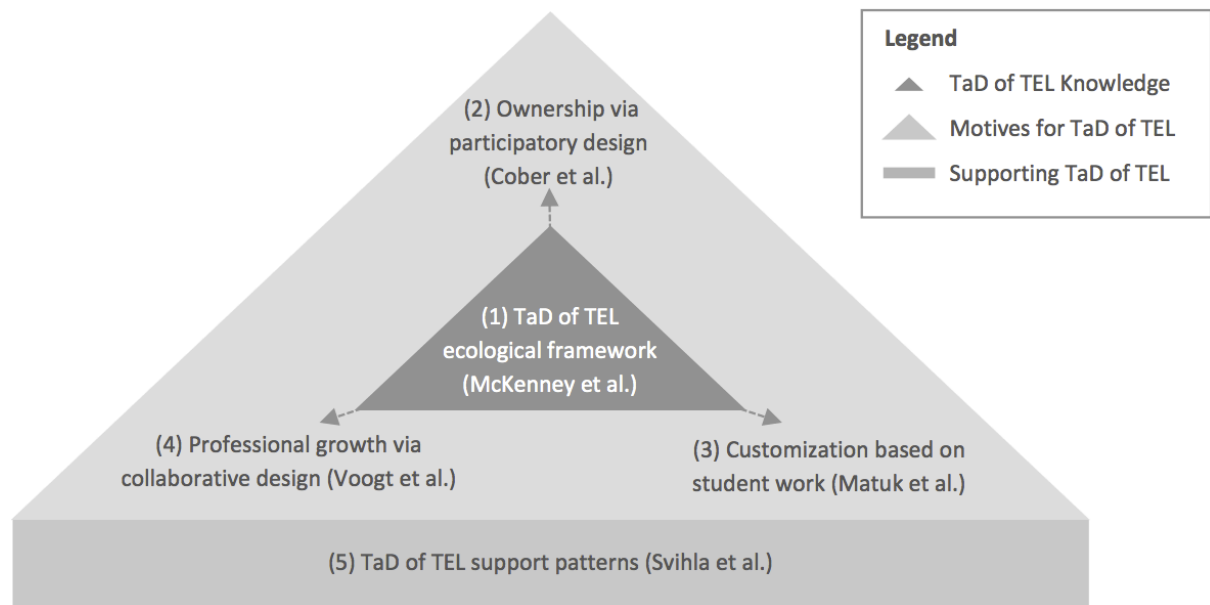 Legend
TaD of TEL Knowledge
Motives for TaD of TEL
Supporting TaD of TEL
(2) Ownership via
participatory design
(Cober et al.)
(1) TaD of TEL
ecological framework
(McKenney et al.)
(4) Professional growth via
collaborative design (Voogt et al.)
(3) Customization based on
student work (Matuk et al.)
(5) TaD of TEL support patterns (Svihla et al.)